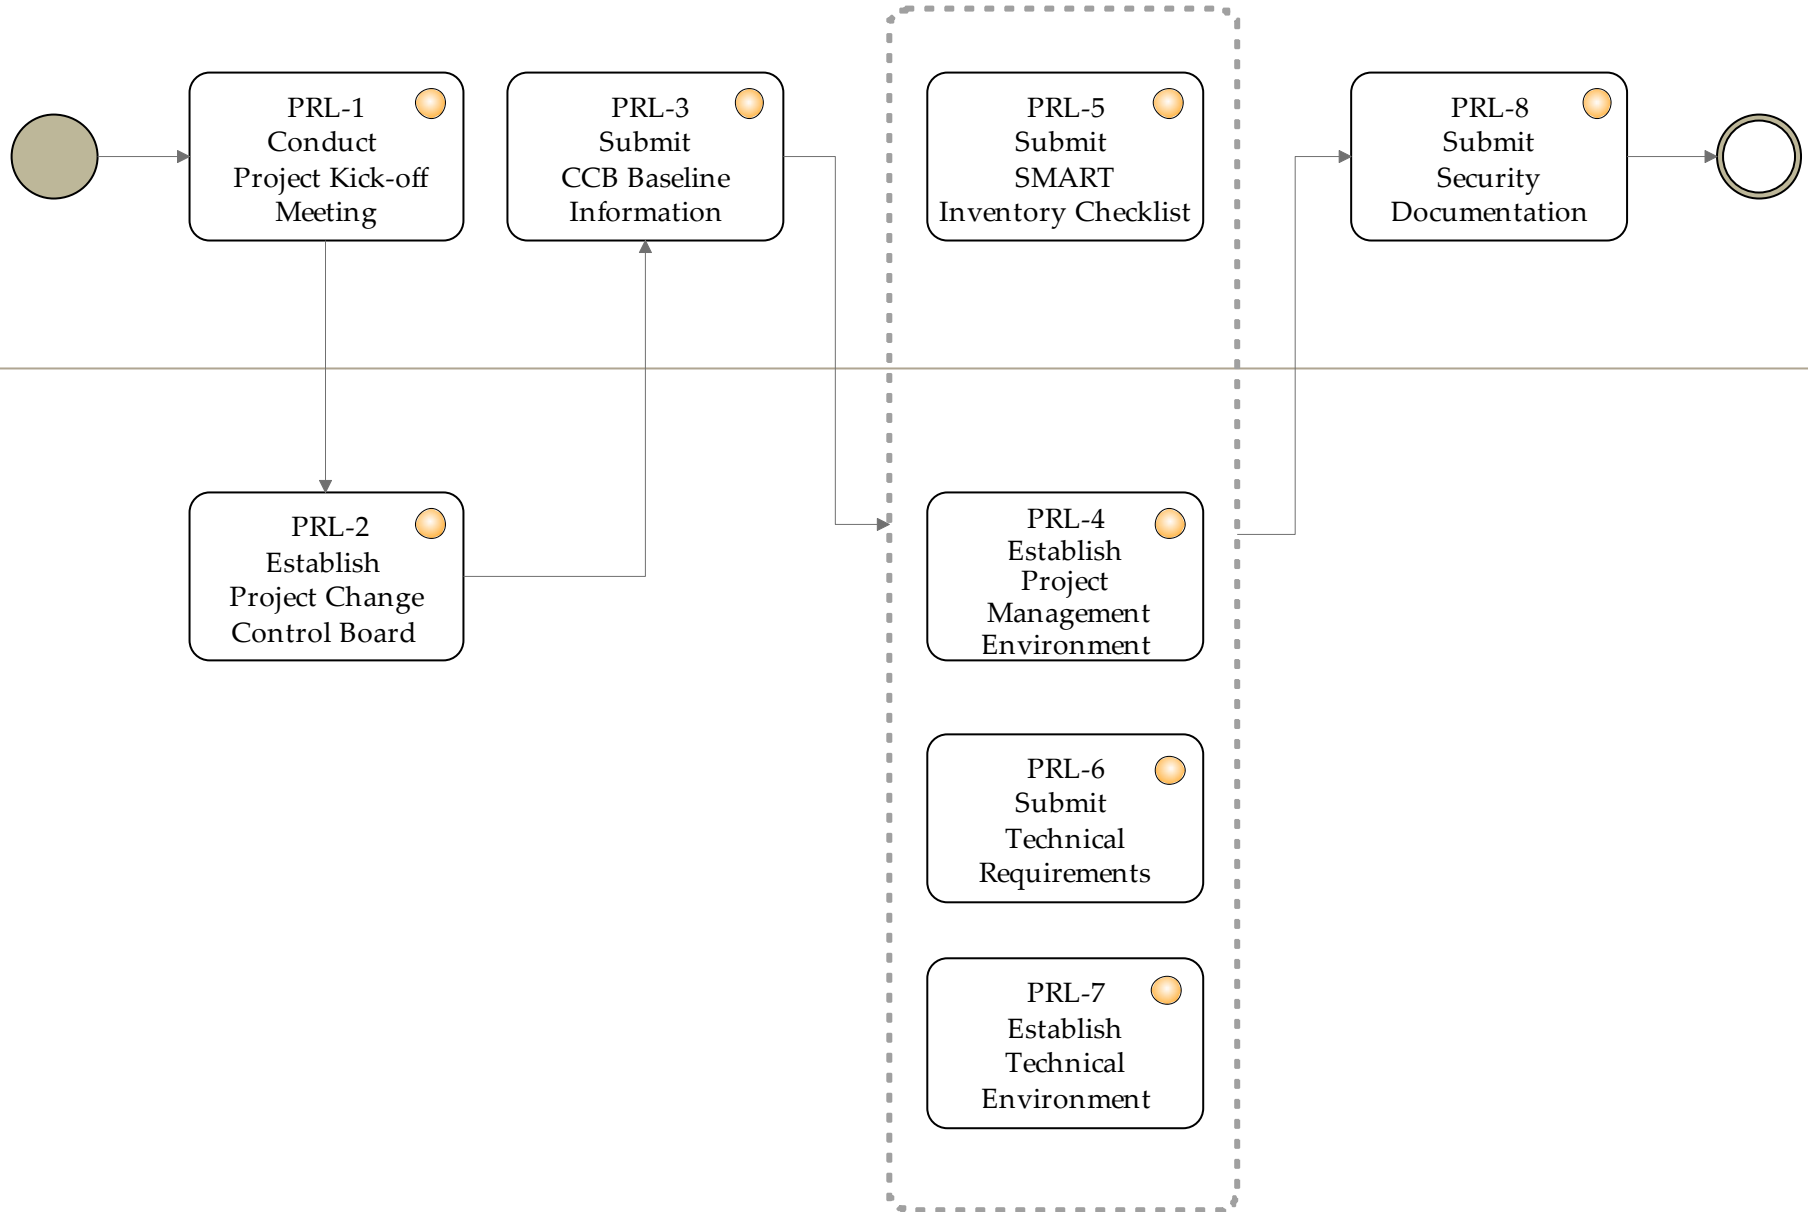 PRL-1
Conduct
Project Kick-off
Meeting
PRL-3
Submit
CCB Baseline
Information
PRL-5
Submit
SMART
Inventory Checklist
PRL-8
Submit
Security
Documentation
PRL-2
Establish
Project Change
Control Board
PRL-4
Establish
Project
Management
Environment
PRL-6
Submit
Technical
Requirements
PRL-7
Establish
Technical
Environment